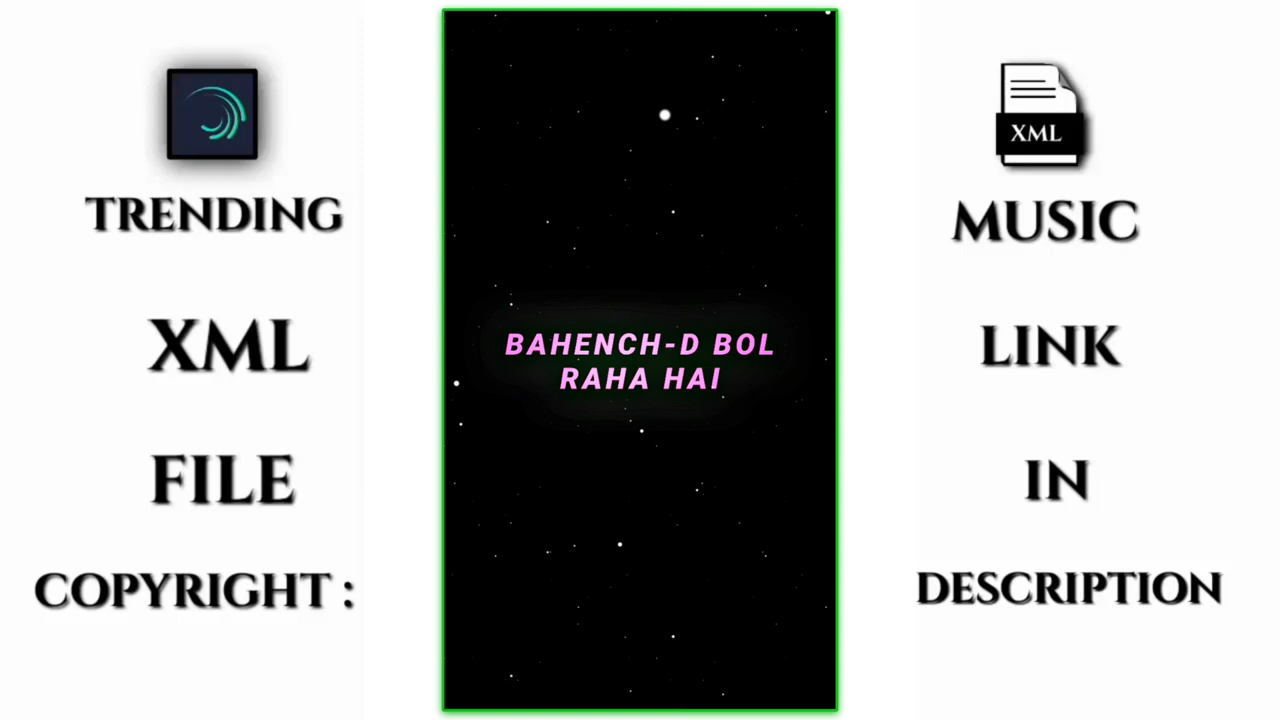 TRENDING
XML
FILE
COPYRIGHT :
BAHENCH-D BOL
RAHA HAI
XML
MUSIC
LINK
IN
DESCRIPTION